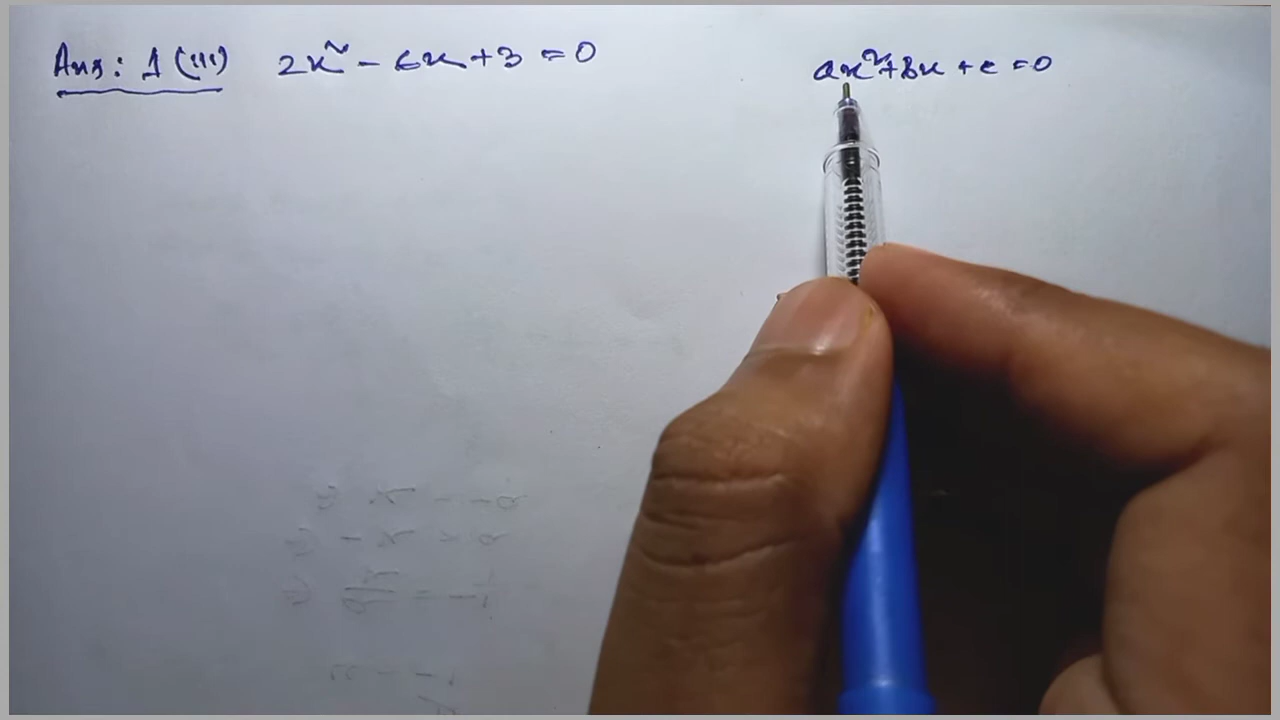 Ans: 1 (iii) 2x² - 6x + 3 = 0
ax² + bx + c = 0